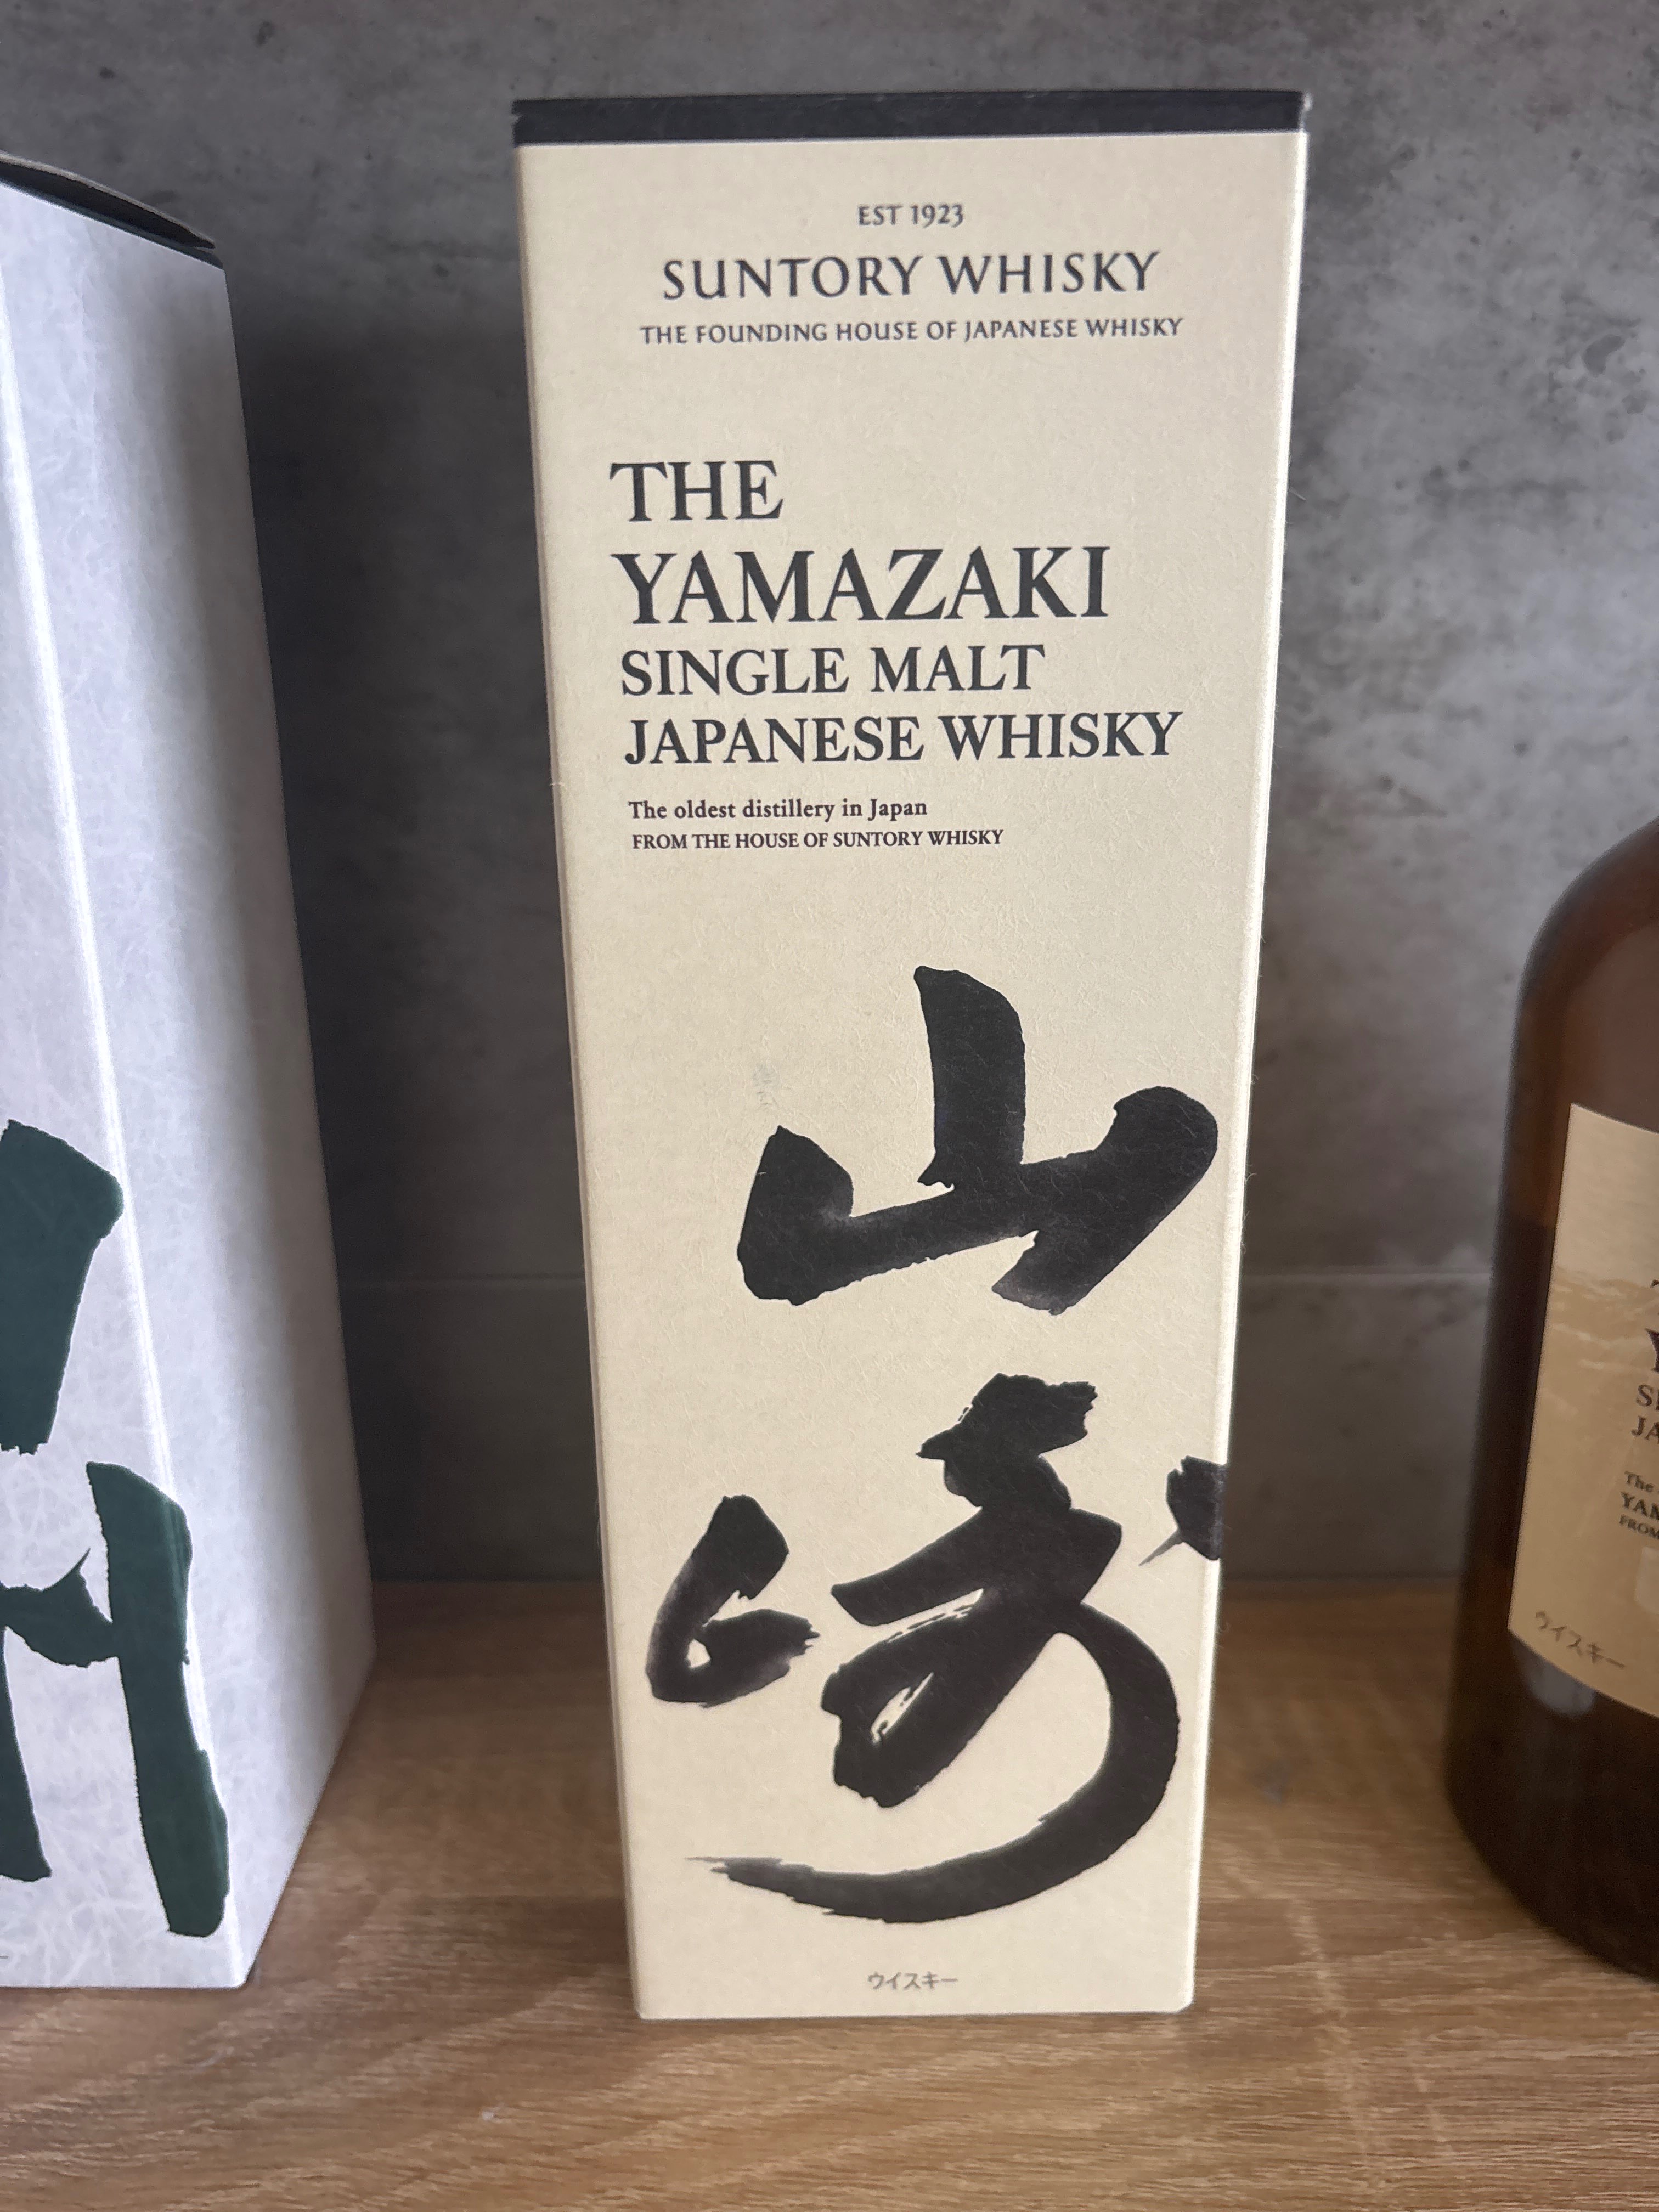 EST 1923
SUNTORY WHISKY
THE FOUNDING HOUSE OF JAPANESE WHISKY
THE
YAMAZAKI
SINGLE MALT
JAPANESE WHISKY
The oldest distillery in Japan
FROM THE HOUSE OF SUNTORY WHISKY
山
崎
ウイスキー
The
ウイスキー